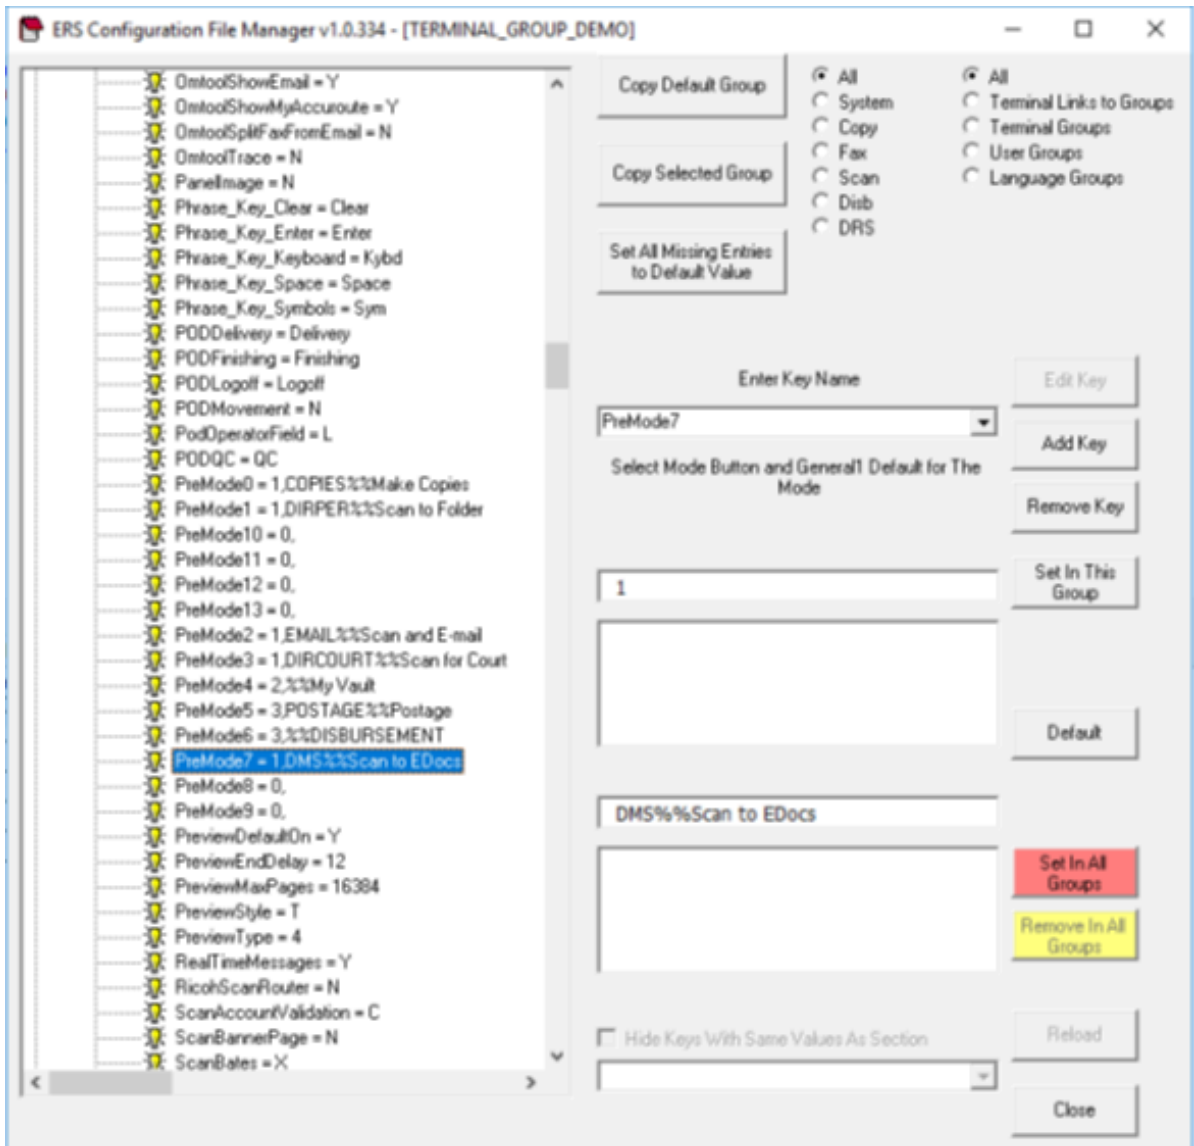 ERS Configuration File Manager v1.0.334 - [TERMINAL_GROUP_DEMO]
OmtoolShowEmail = Y
OmtoolShowMyAccuroute = Y
OmtoolSplitFaxFromEmail = N
OmtoolTrace = N
PanelImage = N
Phrase_Key_Clear = Clear
Phrase_Key_Enter = Enter
Phrase_Key_Keyboard = Kybd
Phrase_Key_Space = Space
Phrase_Key_Symbols = Sym
PODDelivery = Delivery
PODFinishing = Finishing
PODLogoff = Logoff
PODMovement = N
PodOperatorField = L
PODQC = QC
PreMode0 = 1,COPIES%%Make Copies
PreMode1 = 1,DIRPER%%Scan to Folder
PreMode10 = 0,
PreMode11 = 0,
PreMode12 = 0,
PreMode13 = 0,
PreMode2 = 1,EMAIL%%Scan and E-mail
PreMode3 = 1,DIRCOURT%%Scan for Court
PreMode4 = 2,%%My Vault
PreMode5 = 3,POSTAGE%%Postage
PreMode6 = 3,%%DISBURSEMENT
PreMode7 = 1,DMS%%Scan to EDocs
PreMode8 = 0,
PreMode9 = 0,
PreviewDefaultOn = Y
PreviewEndDelay = 12
PreviewMaxPages = 16384
PreviewStyle = T
PreviewType = 4
RealTimeMessages = Y
RicohScanRouter = N
ScanAccountValidation = C
ScanBannerPage = N
ScanBates = X
Copy Default Group
Copy Selected Group
Set All Missing Entries
to Default Value
All
System
Copy
Fax
Scan
Disb
DRS
All
Terminal Links to Groups
Terminal Groups
User Groups
Language Groups
Enter Key Name
PreMode7
Select Mode Button and General1 Default for The
Mode
1
DMS%%Scan to EDocs
Hide Keys With Same Values As Section
Edit Key
Add Key
Remove Key
Set In This
Group
Default
Set In All
Groups
Remove In All
Groups
Reload
Close